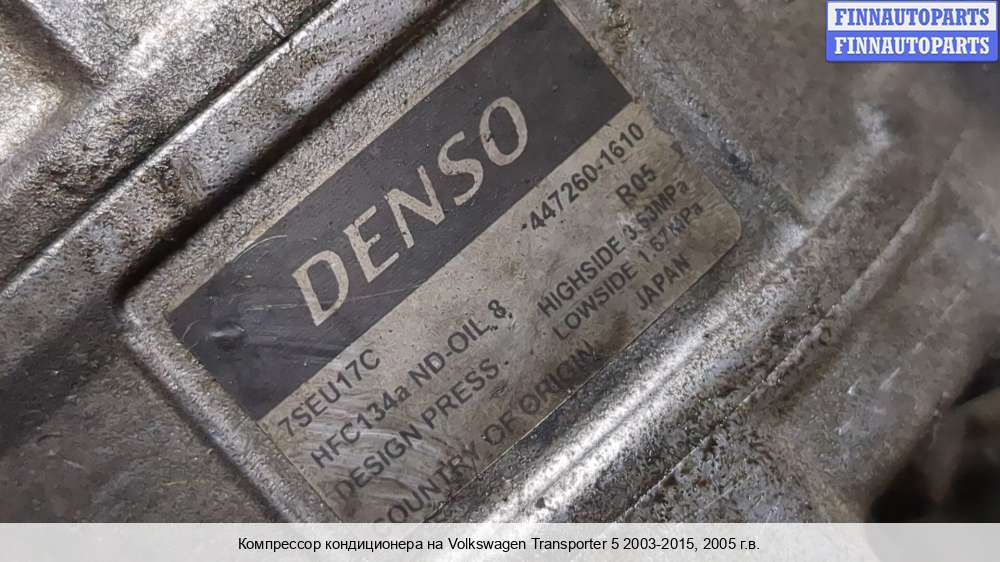 FINNAUTOPARTS
FINNAUTOPARTS
DENSO
7SEU17C 447260-1610
HFC134a ND-OIL 8 R05
DESIGN PRESS. HIGHSIDE 3.53MPa
LOWSIDE 1.67MPa
COUNTRY OF ORIGIN JAPAN
Компрессор кондиционера на Volkswagen Transporter 5 2003-2015, 2005 г.в.